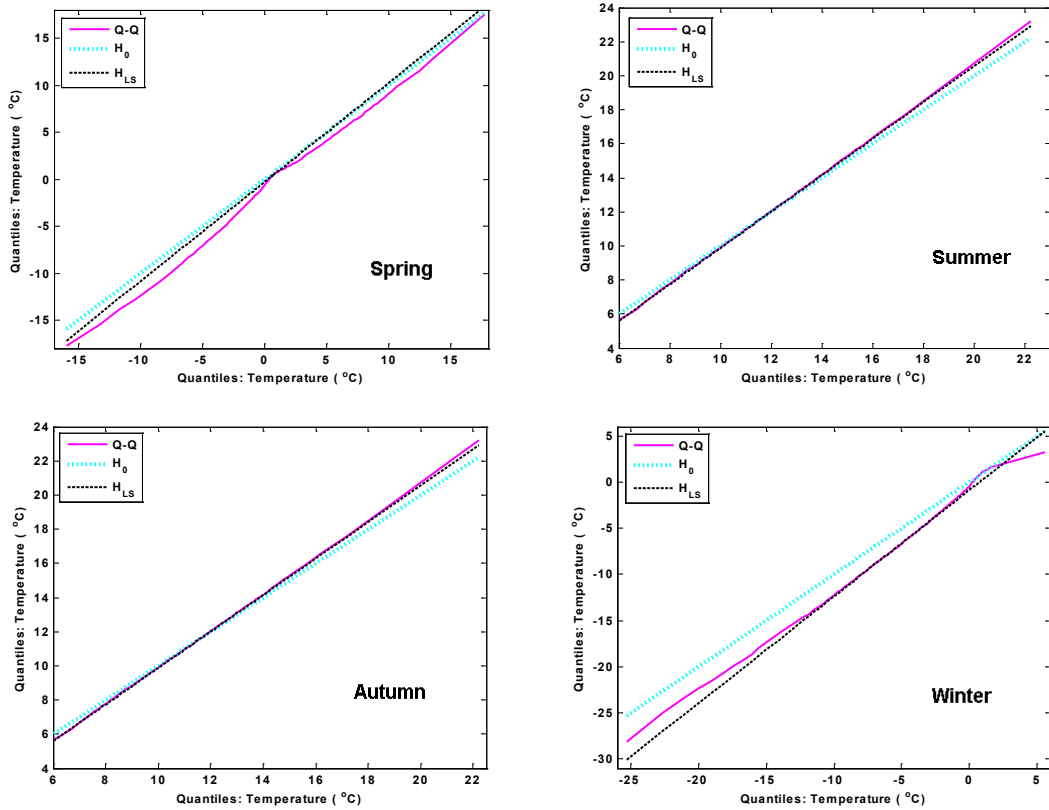 Q-Q
H0
HLS
15
10
5
0
-5
-10
-15
Quantiles: Temperature ( °C)
Spring
-15 -10 -5 0 5 10 15
Quantiles: Temperature ( °C)
Q-Q
H0
HLS
24
22
20
18
16
14
12
10
8
6
4
Quantiles: Temperature ( °C)
Summer
6 8 10 12 14 16 18 20 22
Quantiles: Temperature ( °C)
Q-Q
H0
HLS
24
22
20
18
16
14
12
10
8
6
4
Quantiles: Temperature ( °C)
Autumn
6 8 10 12 14 16 18 20 22
Quantiles: Temperature ( °C)
Q-Q
H0
HLS
5
0
-5
-10
-15
-20
-25
-30
Quantiles: Temperature ( °C)
Winter
-25 -20 -15 -10 -5 0 5
Quantiles: Temperature ( °C)